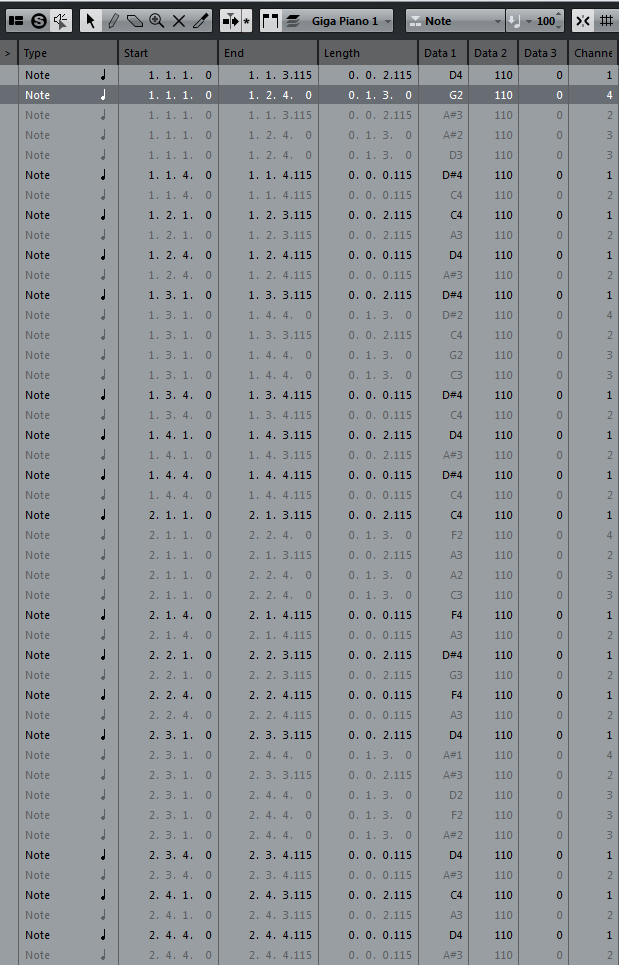 Giga Piano 1 Note 100
> Type Start End Length Data 1 Data 2 Data 3 Channe
Note 1. 1. 1. 0 1. 1. 3.115 0. 0. 2.115 D4 110 0 1
Note 1. 1. 1. 0 1. 2. 4. 0 0. 1. 3. 0 G2 110 0 4
Note 1. 1. 1. 0 1. 1. 3.115 0. 0. 2.115 A#3 110 0 2
Note 1. 1. 1. 0 1. 2. 4. 0 0. 1. 3. 0 A#2 110 0 3
Note 1. 1. 1. 0 1. 2. 4. 0 0. 1. 3. 0 D3 110 0 3
Note 1. 1. 4. 0 1. 1. 4.115 0. 0. 0.115 D#4 110 0 1
Note 1. 1. 4. 0 1. 1. 4.115 0. 0. 0.115 C4 110 0 2
Note 1. 2. 1. 0 1. 2. 3.115 0. 0. 2.115 C4 110 0 1
Note 1. 2. 1. 0 1. 2. 3.115 0. 0. 2.115 A3 110 0 2
Note 1. 2. 4. 0 1. 2. 4.115 0. 0. 0.115 D4 110 0 1
Note 1. 2. 4. 0 1. 2. 4.115 0. 0. 0.115 A#3 110 0 2
Note 1. 3. 1. 0 1. 3. 3.115 0. 0. 2.115 D#4 110 0 1
Note 1. 3. 1. 0 1. 4. 4. 0 0. 1. 3. 0 D#2 110 0 4
Note 1. 3. 1. 0 1. 3. 3.115 0. 0. 2.115 C4 110 0 2
Note 1. 3. 1. 0 1. 4. 4. 0 0. 1. 3. 0 G2 110 0 3
Note 1. 3. 1. 0 1. 4. 4. 0 0. 1. 3. 0 C3 110 0 3
Note 1. 3. 4. 0 1. 3. 4.115 0. 0. 0.115 D#4 110 0 1
Note 1. 3. 4. 0 1. 3. 4.115 0. 0. 0.115 C4 110 0 2
Note 1. 4. 1. 0 1. 4. 3.115 0. 0. 2.115 D4 110 0 1
Note 1. 4. 1. 0 1. 4. 3.115 0. 0. 2.115 A#3 110 0 2
Note 1. 4. 4. 0 1. 4. 4.115 0. 0. 0.115 D#4 110 0 1
Note 1. 4. 4. 0 1. 4. 4.115 0. 0. 0.115 C4 110 0 2
Note 2. 1. 1. 0 2. 1. 3.115 0. 0. 2.115 C4 110 0 1
Note 2. 1. 1. 0 2. 2. 4. 0 0. 1. 3. 0 F2 110 0 4
Note 2. 1. 1. 0 2. 1. 3.115 0. 0. 2.115 A3 110 0 2
Note 2. 1. 1. 0 2. 2. 4. 0 0. 1. 3. 0 A2 110 0 3
Note 2. 1. 1. 0 2. 2. 4. 0 0. 1. 3. 0 C3 110 0 3
Note 2. 1. 4. 0 2. 1. 4.115 0. 0. 0.115 F4 110 0 1
Note 2. 1. 4. 0 2. 1. 4.115 0. 0. 0.115 A3 110 0 2
Note 2. 2. 1. 0 2. 2. 3.115 0. 0. 2.115 D#4 110 0 1
Note 2. 2. 1. 0 2. 2. 3.115 0. 0. 2.115 G3 110 0 2
Note 2. 2. 4. 0 2. 2. 4.115 0. 0. 0.115 F4 110 0 1
Note 2. 2. 4. 0 2. 2. 4.115 0. 0. 0.115 A3 110 0 2
Note 2. 3. 1. 0 2. 3. 3.115 0. 0. 2.115 D4 110 0 1
Note 2. 3. 1. 0 2. 4. 4. 0 0. 1. 3. 0 A#1 110 0 4
Note 2. 3. 1. 0 2. 3. 3.115 0. 0. 2.115 A#3 110 0 2
Note 2. 3. 1. 0 2. 4. 4. 0 0. 1. 3. 0 D2 110 0 3
Note 2. 3. 1. 0 2. 4. 4. 0 0. 1. 3. 0 F2 110 0 3
Note 2. 3. 1. 0 2. 4. 4. 0 0. 1. 3. 0 A#2 110 0 3
Note 2. 3. 4. 0 2. 3. 4.115 0. 0. 0.115 D4 110 0 1
Note 2. 3. 4. 0 2. 3. 4.115 0. 0. 0.115 A#3 110 0 2
Note 2. 4. 1. 0 2. 4. 3.115 0. 0. 2.115 C4 110 0 1
Note 2. 4. 1. 0 2. 4. 3.115 0. 0. 2.115 A3 110 0 2
Note 2. 4. 4. 0 2. 4. 4.115 0. 0. 0.115 D4 110 0 1
Note 2. 4. 4. 0 2. 4. 4.115 0. 0. 0.115 A#3 110 0 2